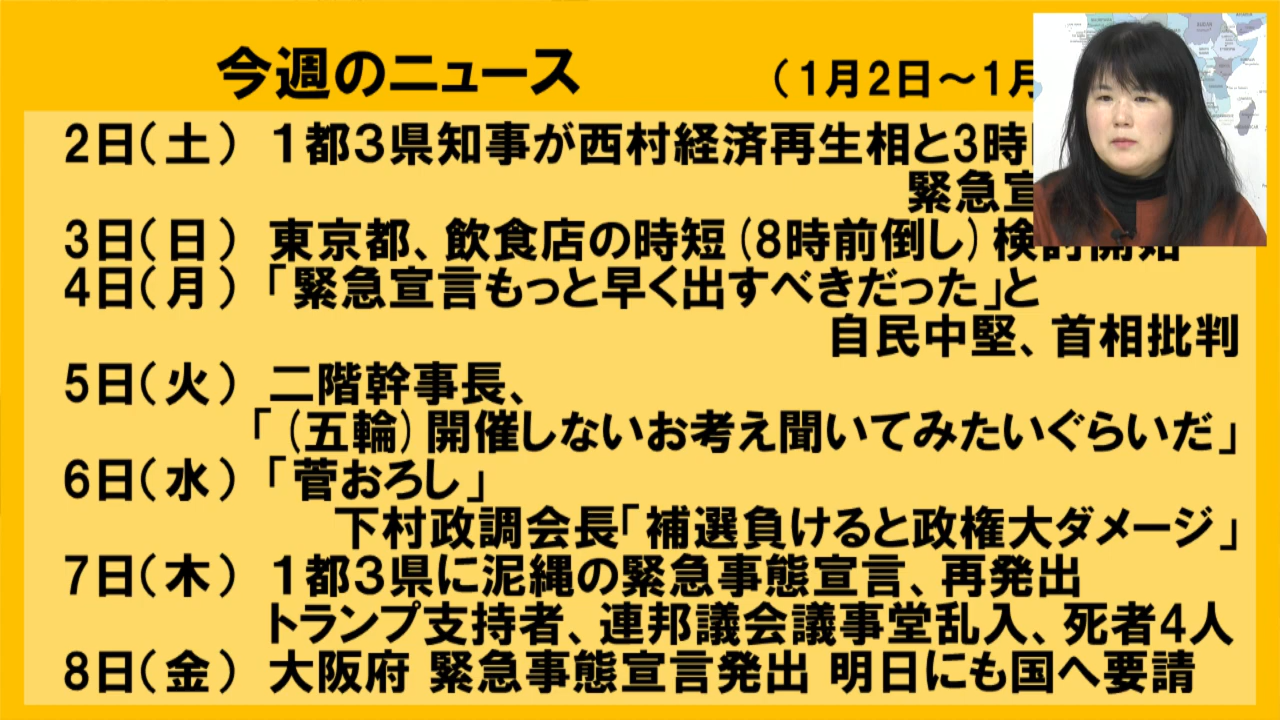 今週のニュース （1月2日～1月
2日（土） １都３県知事が西村経済再生相と3時
緊急宣
3日（日） 東京都、飲食店の時短（8時前倒し）検討開始
4日（月） 「緊急宣言もっと早く出すべきだった」と
自民中堅、首相批判
5日（火） 二階幹事長、
「（五輪）開催しないお考え聞いてみたいぐらいだ」
6日（水） 「菅おろし」
下村政調会長「補選負けると政権大ダメージ」
7日（木） １都３県に泥縄の緊急事態宣言、再発出
トランプ支持者、連邦議会議事堂乱入、死者4人
8日（金） 大阪府 緊急事態宣言発出 明日にも国へ要請